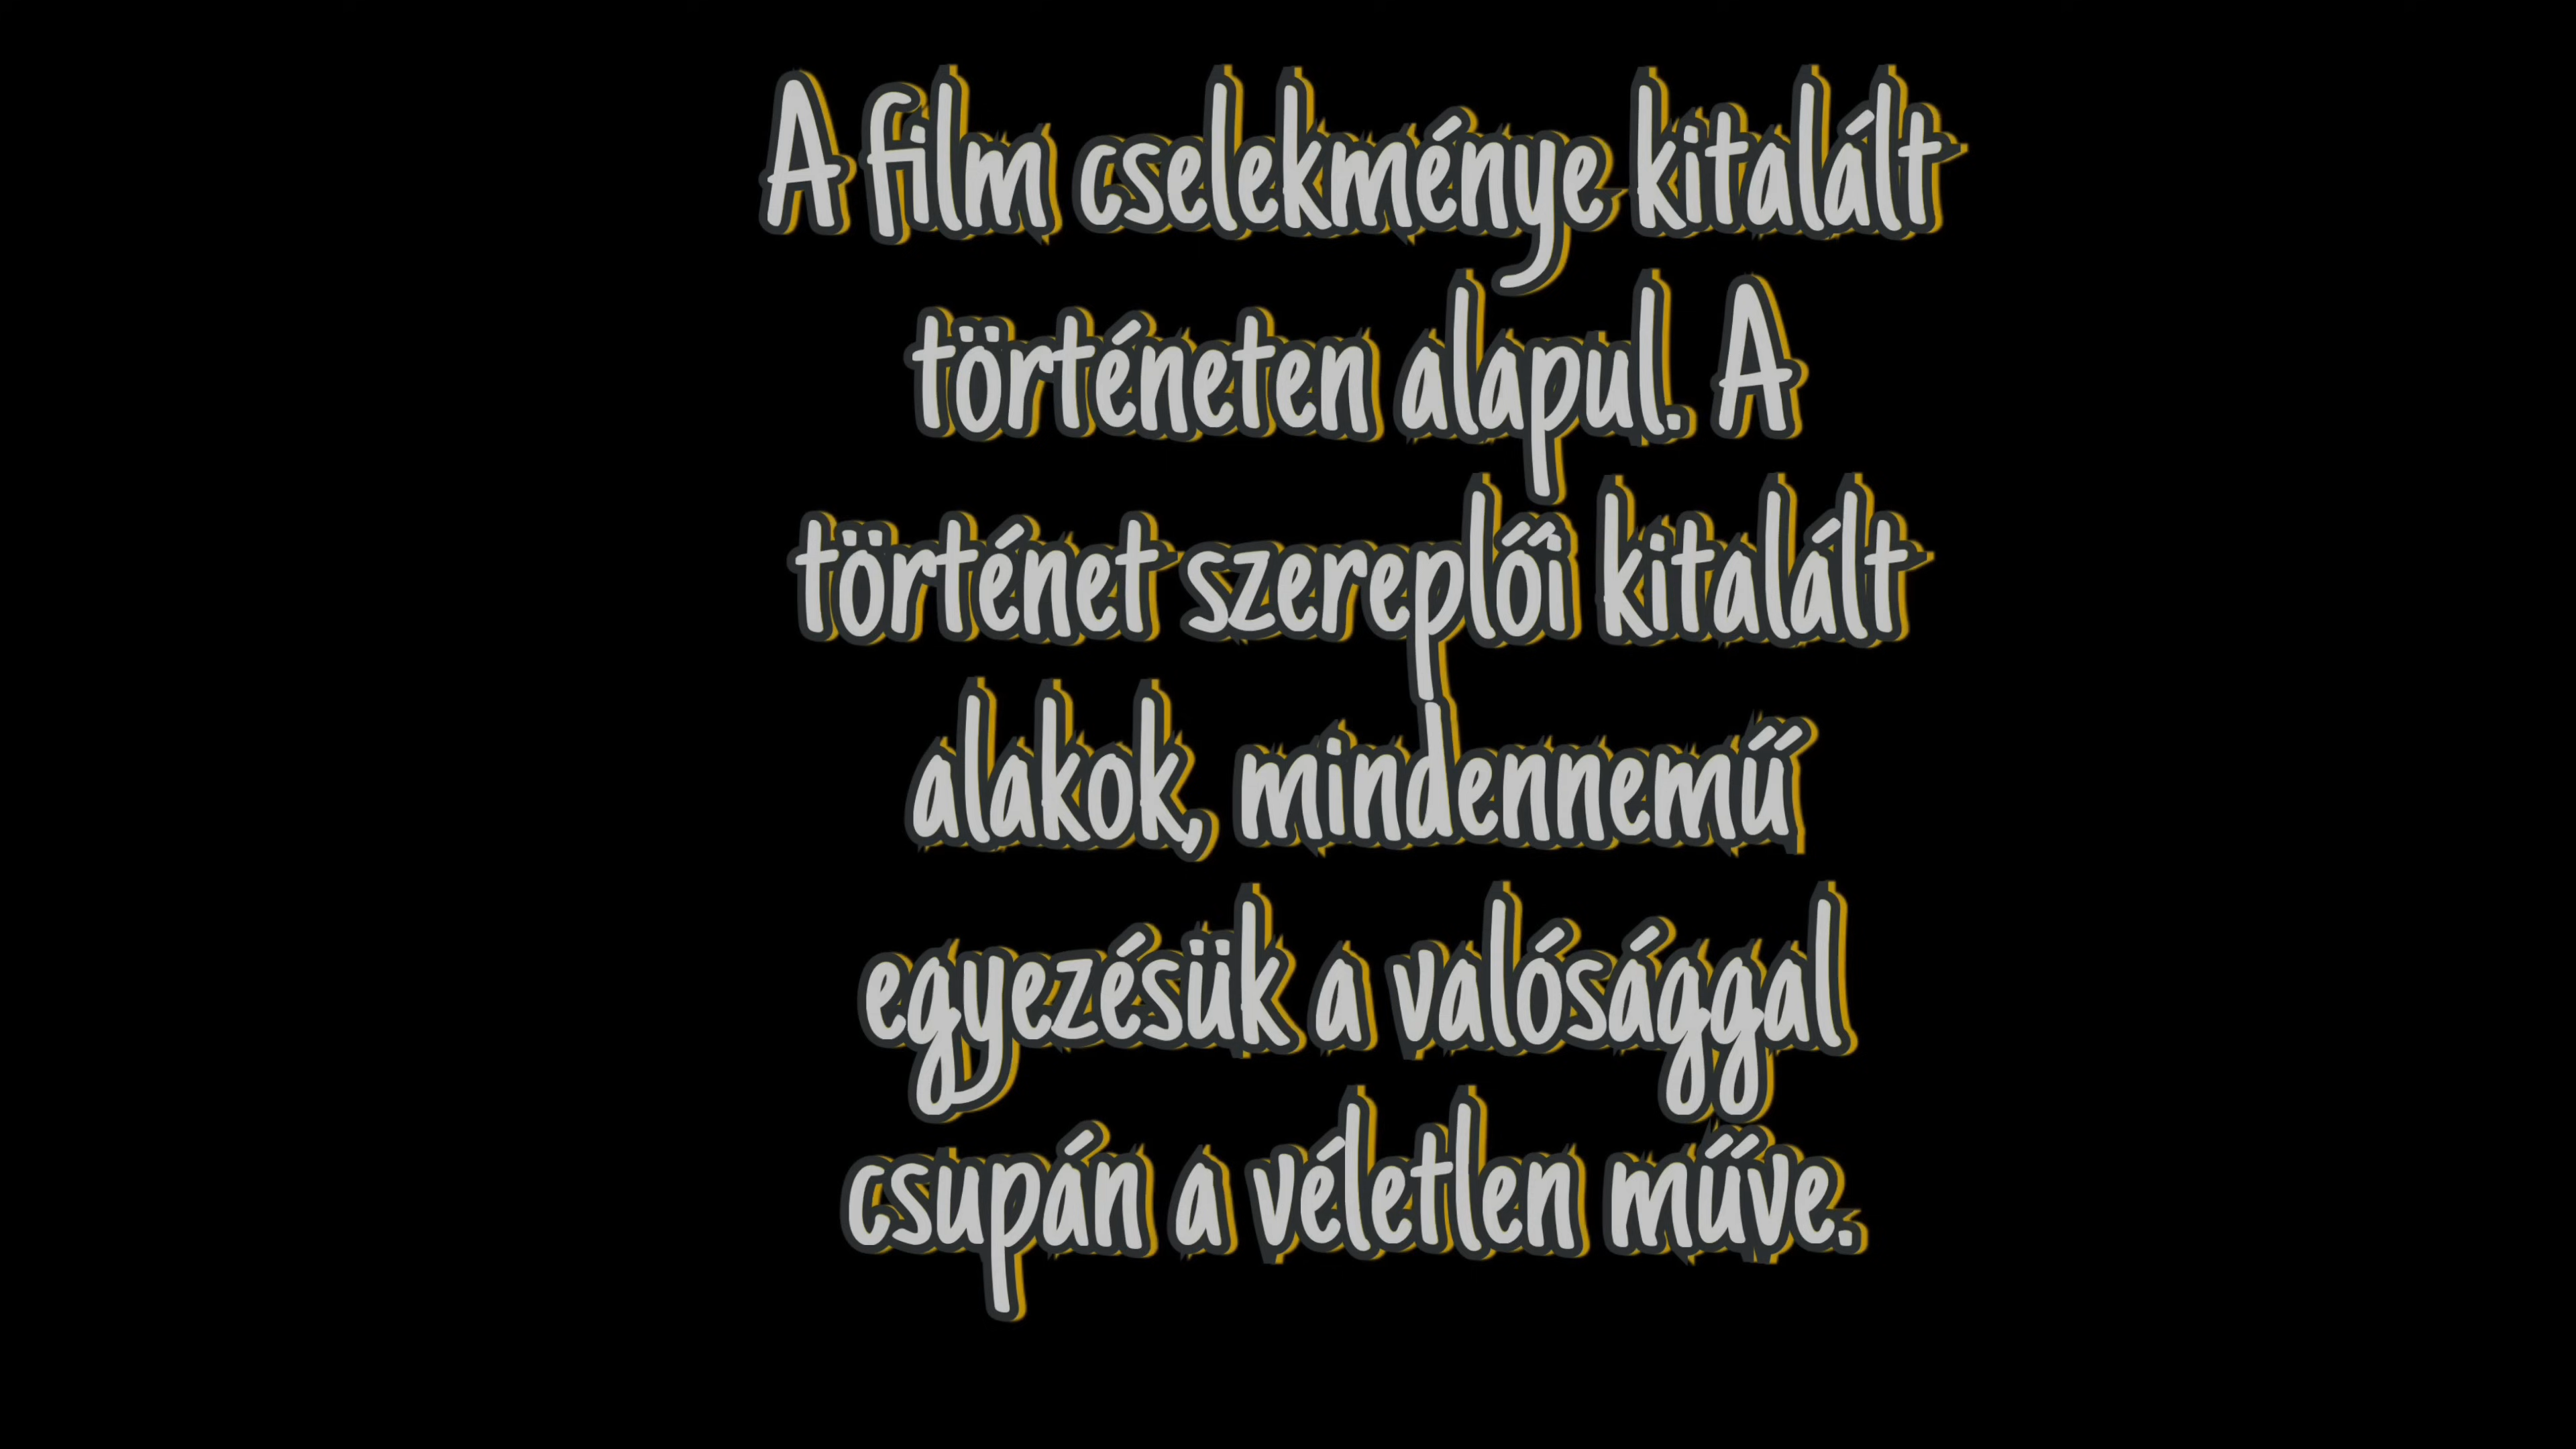 A film cselekménye kitalált
történeten alapul. A
történet szereplői kitalált
alakok, mindennemű
egyezésük a valósággal
csupán a véletlen műve.